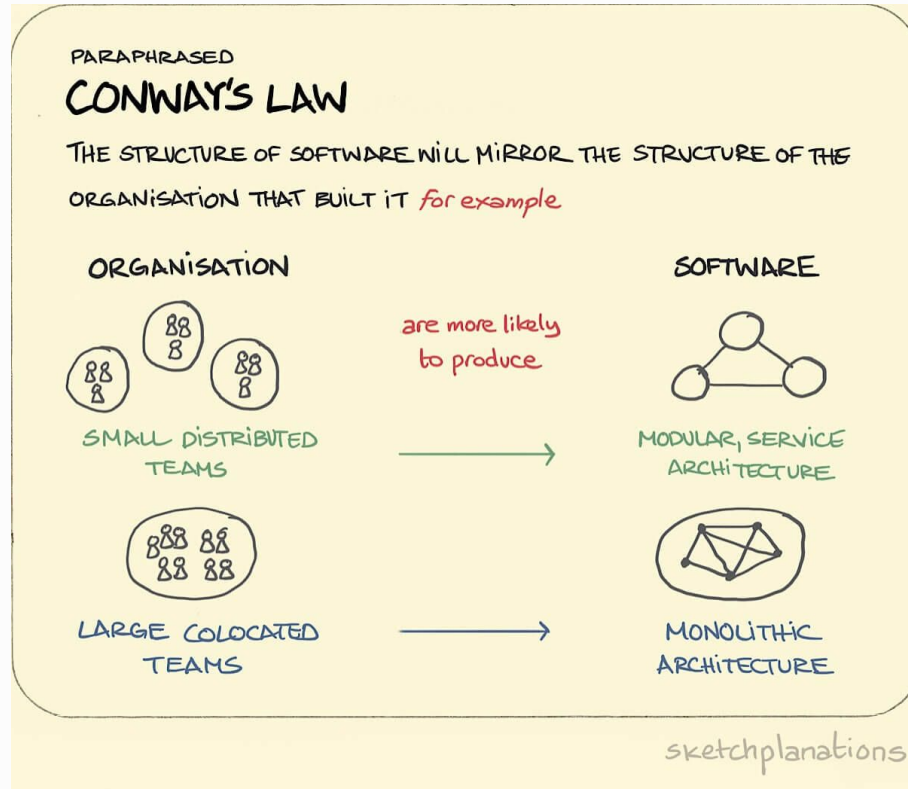 PARAPHRASED
CONWAY'S LAW
THE STRUCTURE OF SOFTWARE WILL MIRROR THE STRUCTURE OF THE
ORGANISATION THAT BUILT IT for example
ORGANISATION
SOFTWARE
are more likely
to produce
SMALL DISTRIBUTED
TEAMS
MODULAR, SERVICE
ARCHITECTURE
LARGE COLOCATED
TEAMS
MONOLITHIC
ARCHITECTURE
sketchplanations